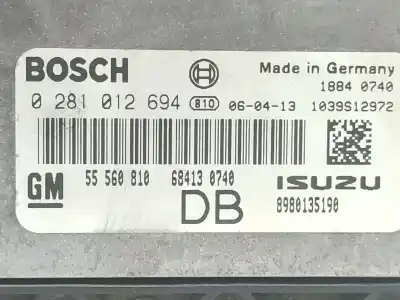 BOSCH
Made in Germany
1884 0740
0 281 012 694 810 06-04-13 1039S12972
GM 55 560 810 68413 0740 ISUZU
DB 8980135190